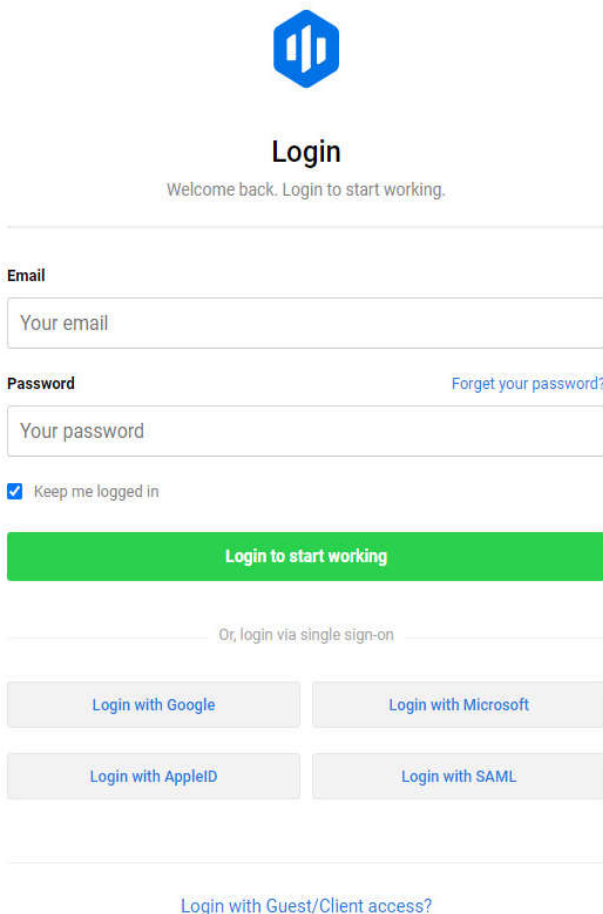 Login
Welcome back. Login to start working.
Email
Your email
Password Forget your password?
Your password
Keep me logged in
Login to start working
Or, login via single sign-on
Login with Google Login with Microsoft
Login with AppleID Login with SAML
Login with Guest/Client access?